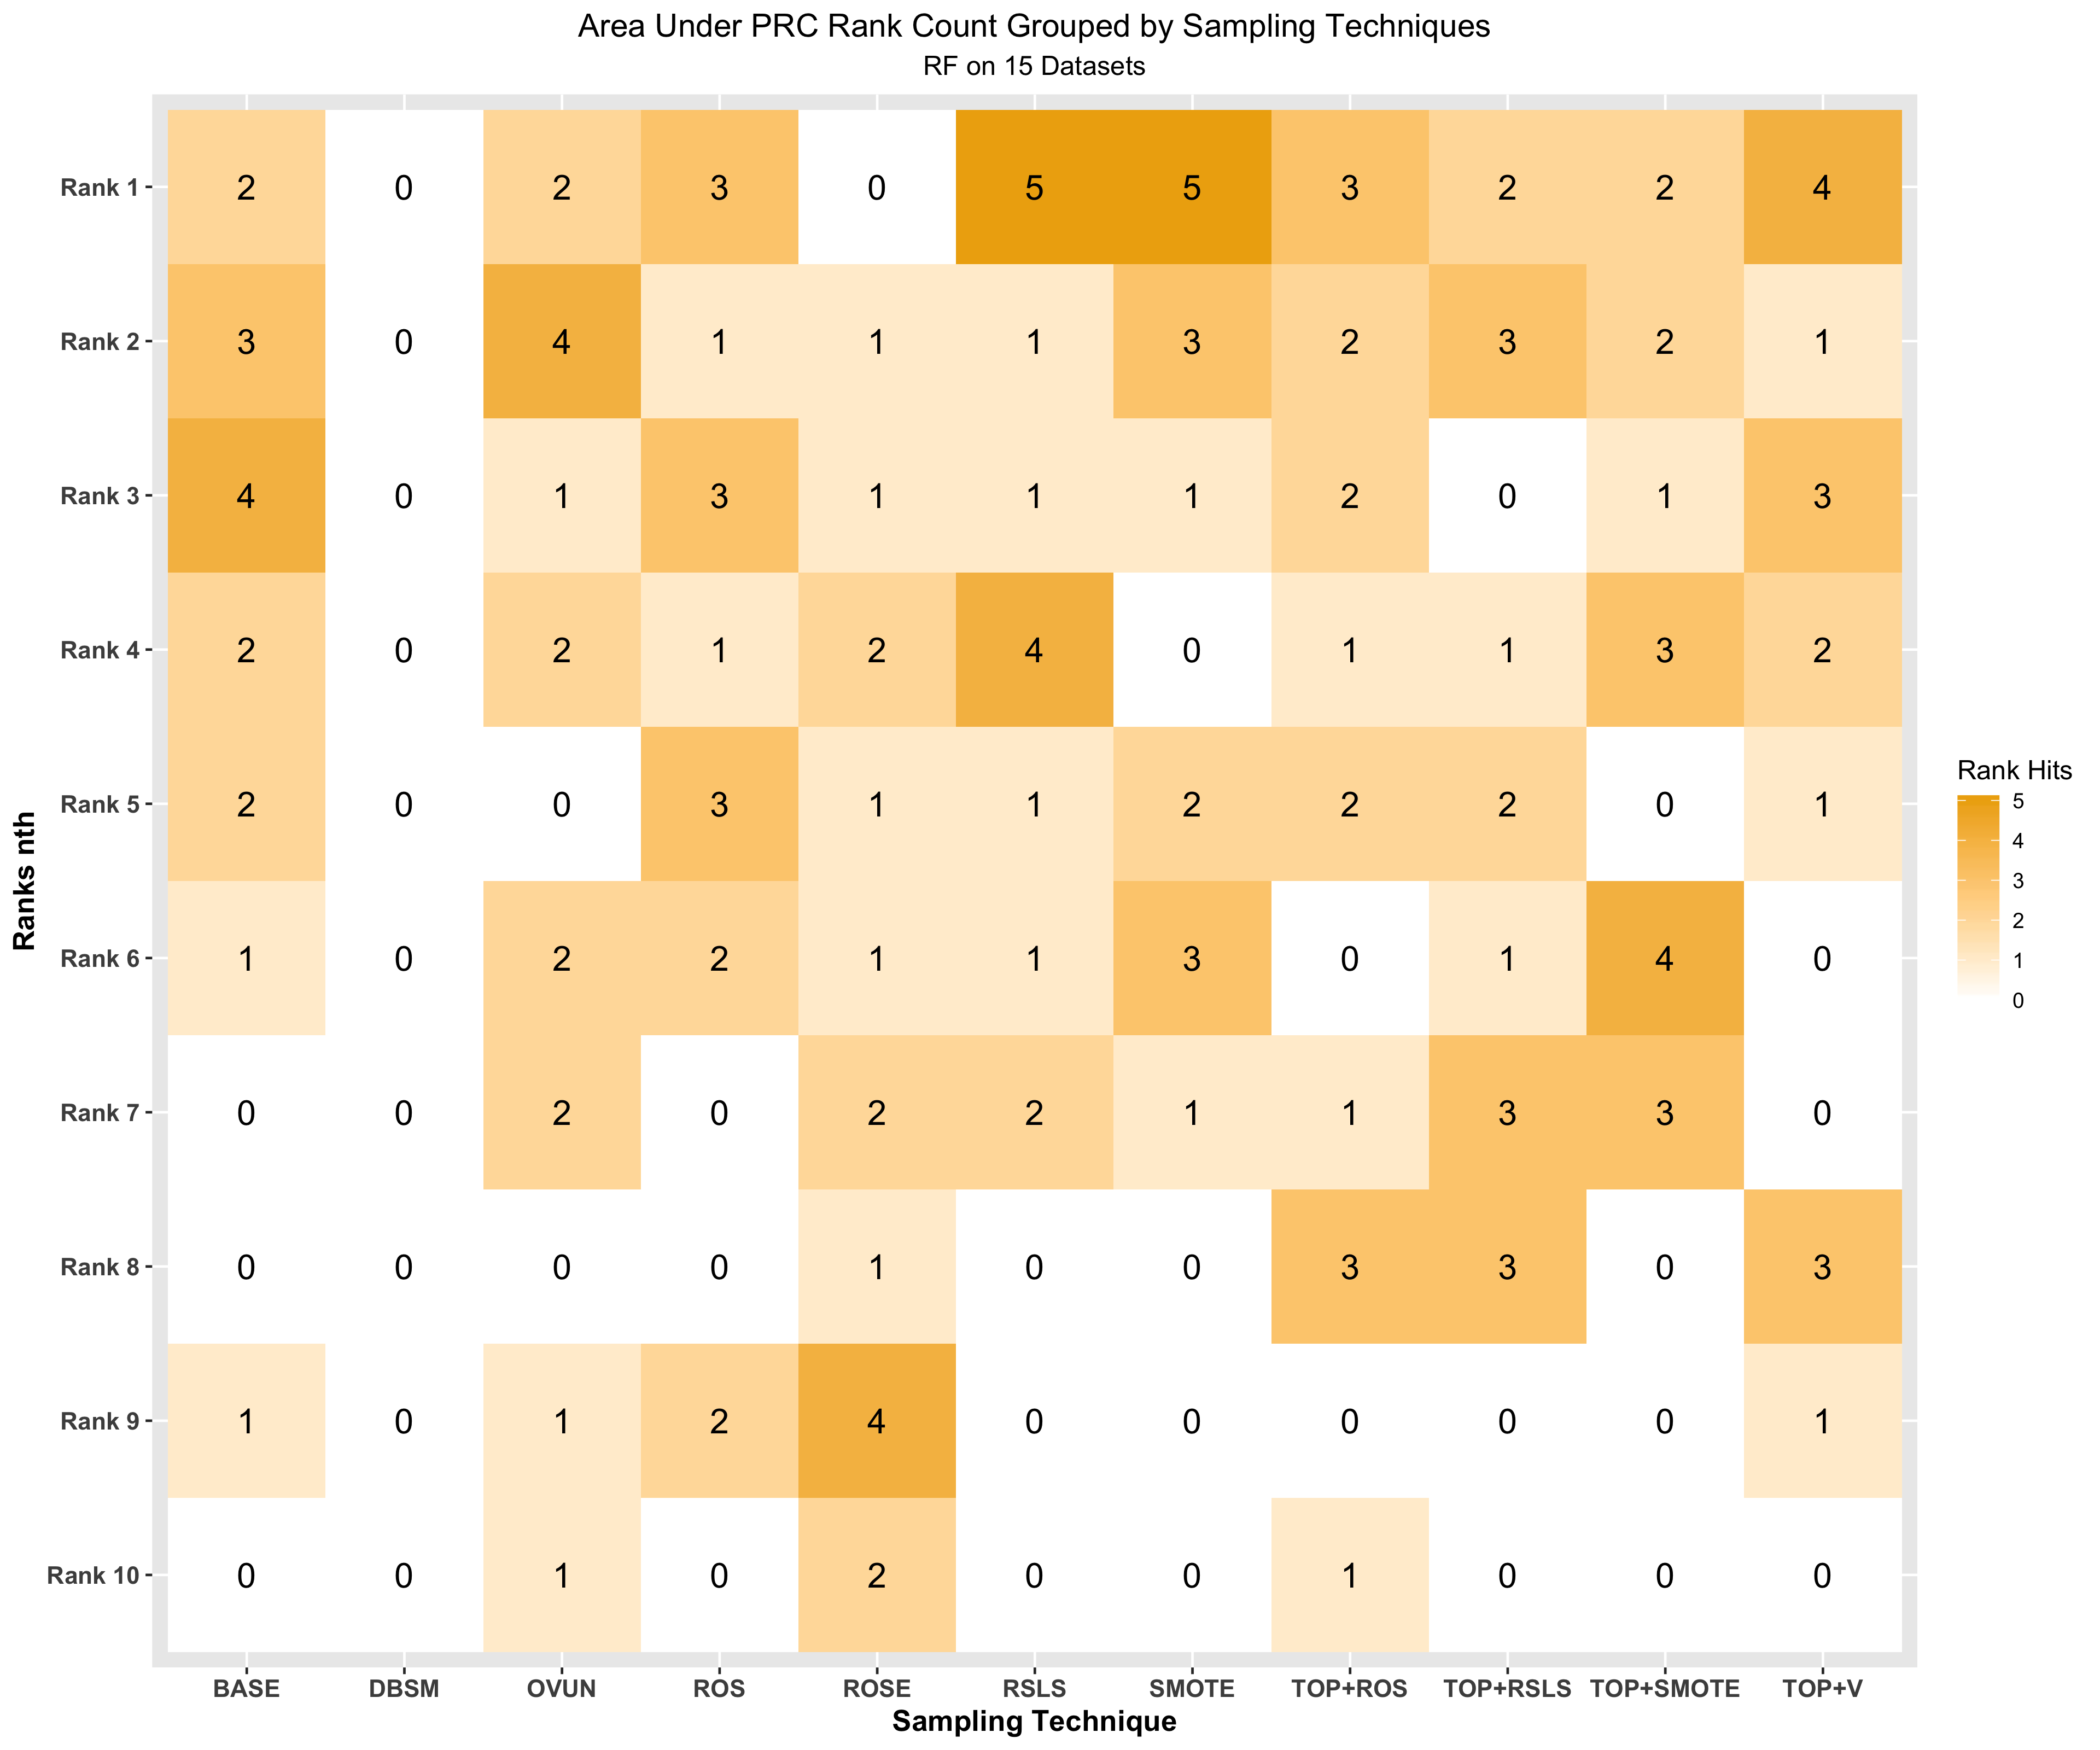 Area Under PRC Rank Count Grouped by Sampling Techniques
RF on 15 Datasets
Rank 1 2 0 2 3 0 5 5 3 2 2 4
Rank 2 3 0 4 1 1 1 3 2 3 2 1
Rank 3 4 0 1 3 1 1 1 2 0 1 3
Rank 4 2 0 2 1 2 4 0 1 1 3 2
Rank 5 2 0 0 3 1 1 2 2 2 0 1
Rank 6 1 0 2 2 1 1 3 0 1 4 0
Rank 7 0 0 2 0 2 2 1 1 3 3 0
Rank 8 0 0 0 0 1 0 0 3 3 0 3
Rank 9 1 0 1 2 4 0 0 0 0 0 1
Rank 10 0 0 1 0 2 0 0 1 0 0 0
BASE DBSM OVUN ROS ROSE RSLS SMOTE TOP+ROS TOP+RSLS TOP+SMOTE TOP+V
Sampling Technique
Ranks nth
Rank Hits
5
4
3
2
1
0